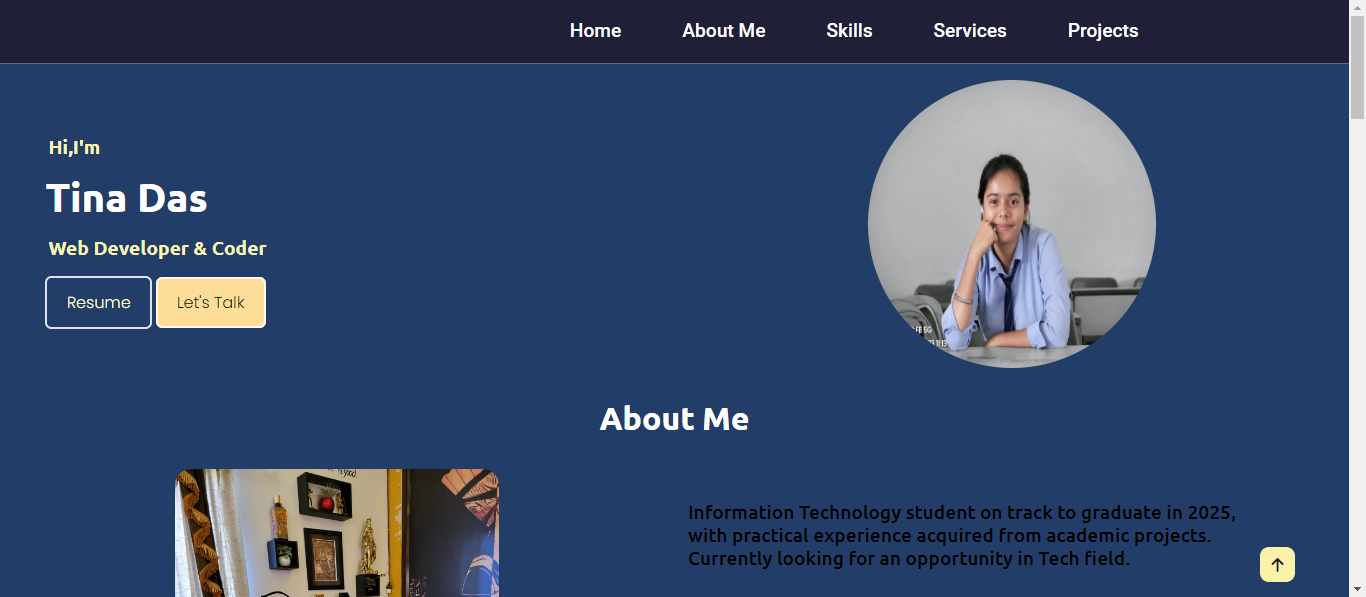 Home About Me Skills Services Projects
Hi,I'm
Tina Das
Web Developer & Coder
Resume Let's Talk
About Me
Information Technology student on track to graduate in 2025,
with practical experience acquired from academic projects.
Currently looking for an opportunity in Tech field.